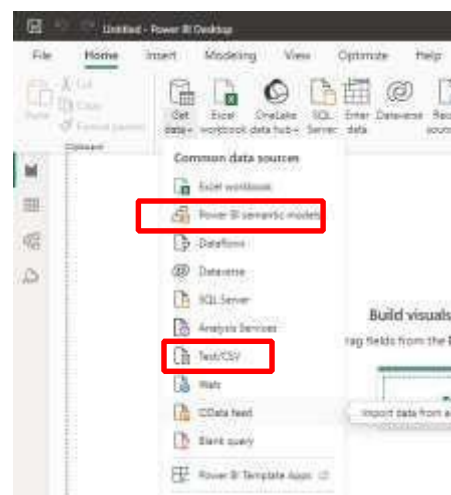 Untitled - Power BI Desktop
File Home Insert Modeling View Optimize Help
Cut
Copy
Paste
Format painter
Clipboard
Get data
Excel workbook
OneLake data hub
SQL Server
Enter data
Dataverse
Common data sources
Excel workbook
Power BI semantic models
Dataflows
Dataverse
SQL Server
Analysis Services
Text/CSV
Web
OData feed
Blank query
Power BI Template Apps
Build visuals
rag fields from the
Import data from a